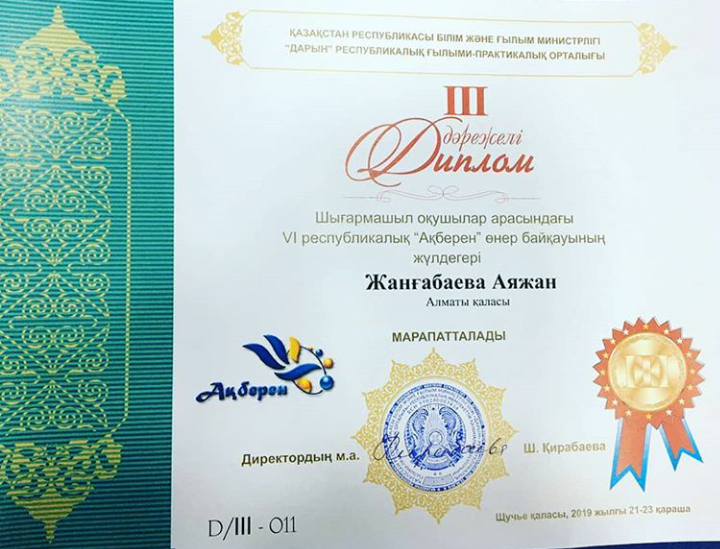 ҚАЗАҚСТАН РЕСПУБЛИКАСЫ БІЛІМ ЖӘНЕ ҒЫЛЫМ МИНИСТРЛІГІ
"ДАРЫН" РЕСПУБЛИКАЛЫҚ ҒЫЛЫМИ-ПРАКТИКАЛЫҚ ОРТАЛЫҒЫ
III
дәрежелі
Диплом
Шығармашыл оқушылар арасындағы
VI республикалық "Ақберен" өнер байқауының
жүлдегері
Жанғабаева Аяжан
Алматы қаласы
МАРАПАТТАЛАДЫ
Ақберен
Директордың м.а.
Ш. Қирабаева
Щучье қаласы, 2019 жылғы 21-23 қараша
D/III - 011